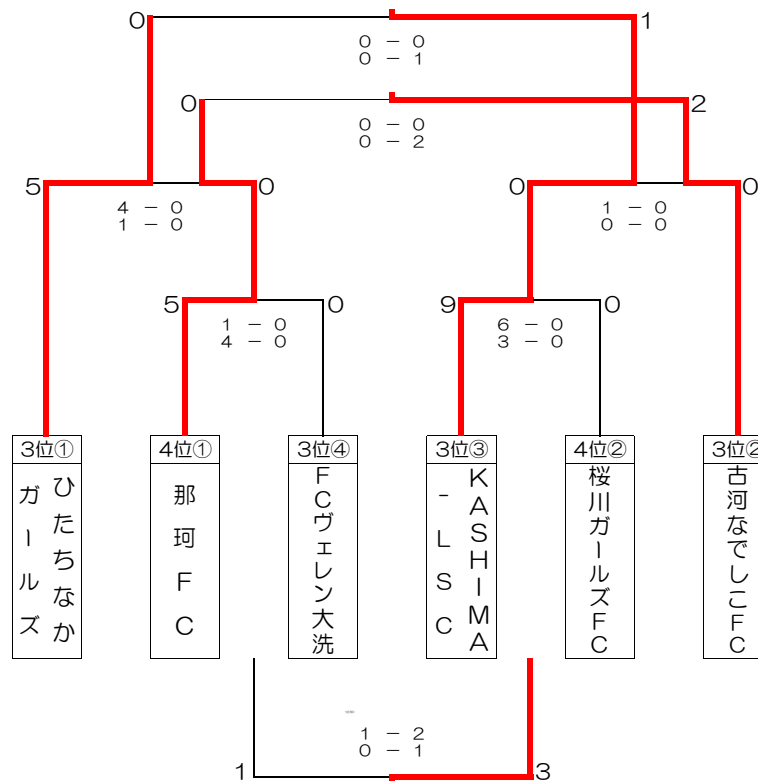 0 1
0 － 0
0 － 1
0 2
0 － 0
0 － 2
5 0 0 0
4 － 0
1 － 0
1 － 0
0 － 0
5 0 9 0
1 － 0
4 － 0
6 － 0
3 － 0
3位①
ひたちなか
ガールズ
4位①
那珂FC
3位④
FCヴェレン大洗
3位③
KASHIMA
-LSC
4位②
桜川ガールズFC
3位②
古河なでしこFC
1 － 2
0 － 1
1 3